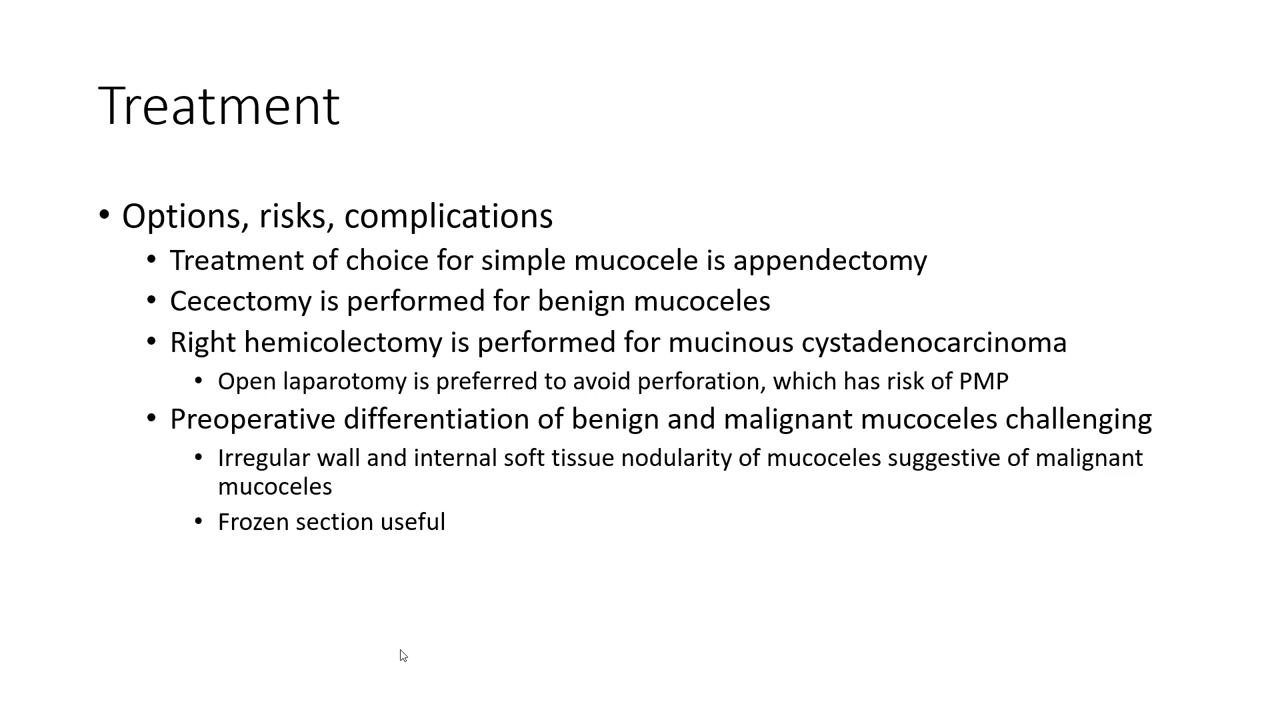 Treatment
• Options, risks, complications
• Treatment of choice for simple mucocele is appendectomy
• Cecectomy is performed for benign mucoceles
• Right hemicolectomy is performed for mucinous cystadenocarcinoma
• Open laparotomy is preferred to avoid perforation, which has risk of PMP
• Preoperative differentiation of benign and malignant mucoceles challenging
• Irregular wall and internal soft tissue nodularity of mucoceles suggestive of malignant
mucoceles
• Frozen section useful